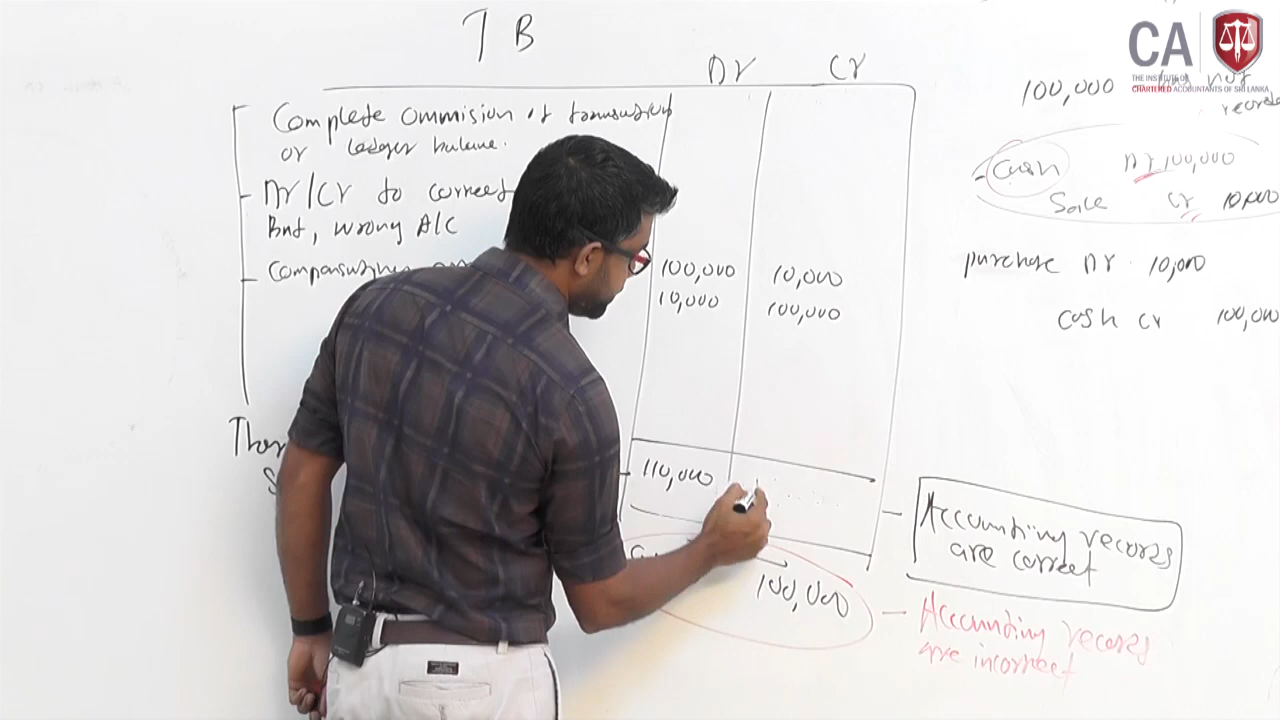 T B
Dr Cr
Complete ommision of transaction
or ledger balance.
Dr/Cr to correct
But, wrong A/C
100,000 10,000
10,000 100,000
110,000
100,000
Accounting records
are correct
Accounting records
are incorrect
100,000 not
Cash Dr 100,000
Sale Cr 10,000
purchase Dr. 10,000
cash cr 100,000
CA
THE INSTITUTE OF
CHARTERED ACCOUNTANTS OF SRI LANKA